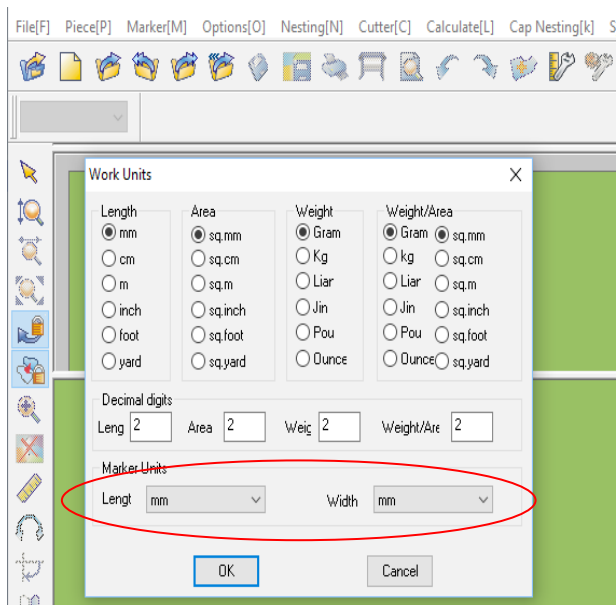 File[F] Piece[P] Marker[M] Options[O] Nesting[N] Cutter[C] Calculate[L] Cap Nesting[k] S
Work Units
Length Area Weight Weight/Area
mm sq.mm Gram Gram sq.mm
cm sq.cm Kg kg sq.cm
m sq.m Liar Liar sq.m
inch sq.inch Jin Jin sq.inch
foot sq.foot Pou Pou sq.foot
yard sq.yard Ounce Ounce sq.yard
Decimal digits
Leng 2 Area 2 Weig 2 Weight/Are 2
Marker Units
Lengt mm Width mm
OK Cancel